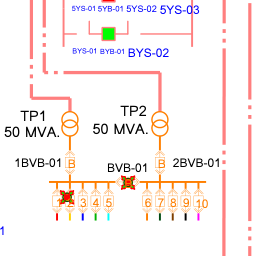 5YS-01 5YB-01 5YS-02 5YS-03
BYS-01 BYB-01 BYS-02
TP1 TP2
50 MVA. 50 MVA.
1BVB-01 B BVB-01 B 2BVB-01
2 3 4 5 6 7 8 9 10
1